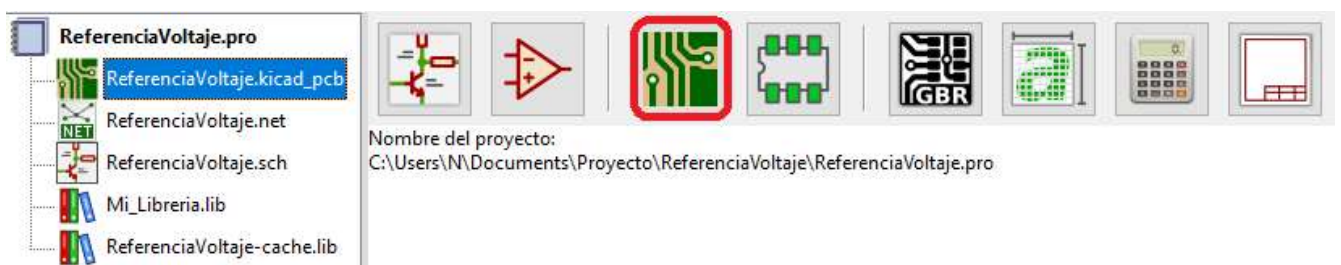 ReferenciaVoltaje.pro
ReferenciaVoltaje.kicad_pcb
NET
ReferenciaVoltaje.net
ReferenciaVoltaje.sch
Mi_Libreria.lib
ReferenciaVoltaje-cache.lib
GBR
a
0.
Nombre del proyecto:
C:\Users\N\Documents\Proyecto\ReferenciaVoltaje\ReferenciaVoltaje.pro